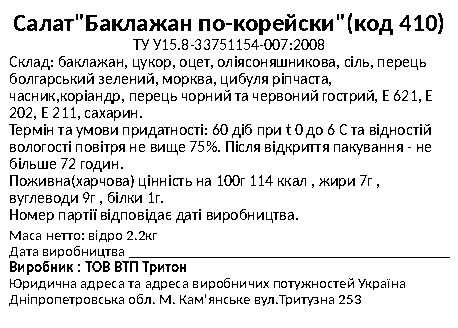 Салат"Баклажан по-корейски"(код 410)
ТУ У15.8-33751154-007:2008
Склад: баклажан, цукор, оцет, оліясоняшникова, сіль, перець
болгарський зелений, морква, цибуля ріпчаста,
часник,коріандр, перець чорний та червоний гострий, Е 621, Е
202, Е 211, сахарин.
Термін та умови придатності: 60 діб при t 0 до 6 С та відностій
вологості повітря не вище 75%. Після відкриття пакування - не
більше 72 годин.
Поживна(харчова) цінність на 100г 114 ккал , жири 7г ,
вуглеводи 9г , білки 1г.
Номер партії відповідає даті виробництва.
Маса нетто: відро 2.2кг
Дата виробництва
Виробник : ТОВ ВТП Тритон
Юридична адреса та адреса виробничих потужностей Україна
Дніпропетровська обл. М. Кам'янське вул.Тритузна 253